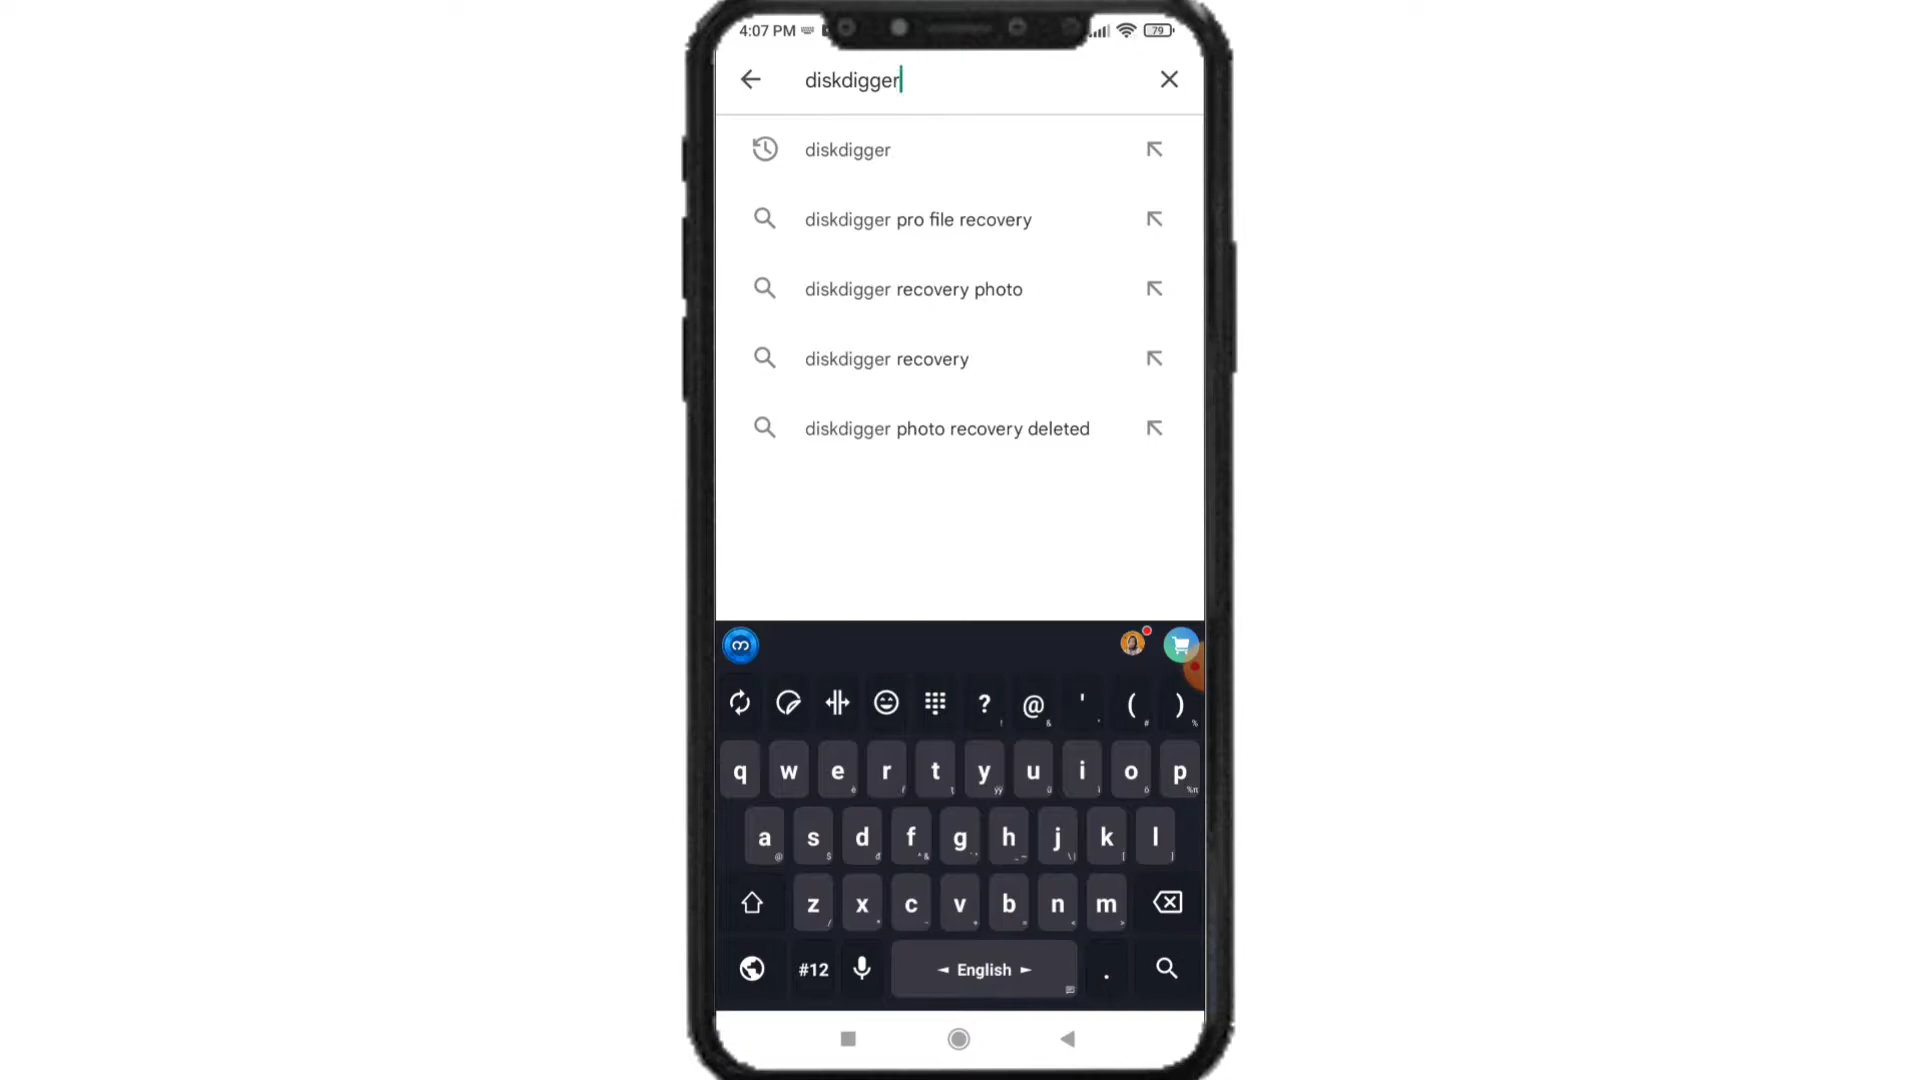 4:07 PM
79
diskdigger
diskdigger
diskdigger pro file recovery
diskdigger recovery photo
diskdigger recovery
diskdigger photo recovery deleted
? @ ' ( )
q w e r t y u i o p
a s d f g h j k l
z x c v b n m
#12 English .